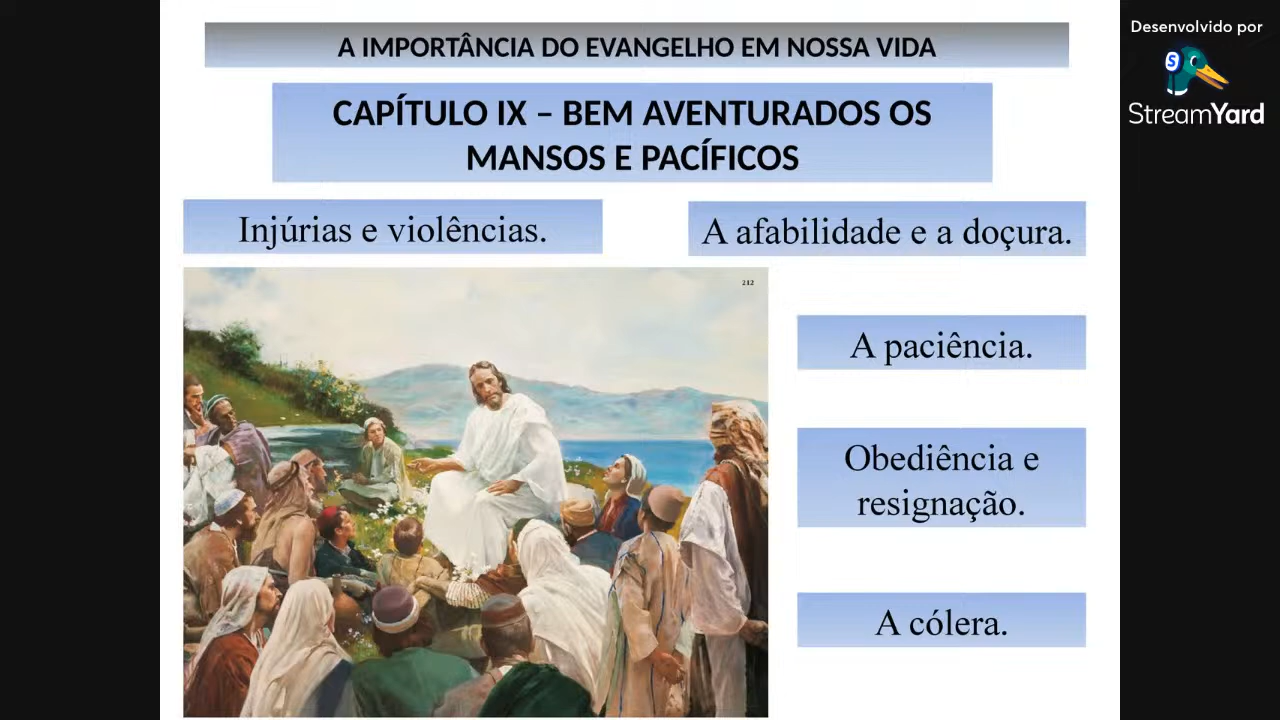 A IMPORTÂNCIA DO EVANGELHO EM NOSSA VIDA
CAPÍTULO IX – BEM AVENTURADOS OS
MANSOS E PACÍFICOS
Injúrias e violências.
A afabilidade e a doçura.
212
A paciência.
Obediência e
resignação.
A cólera.
Desenvolvido por
S
StreamYard